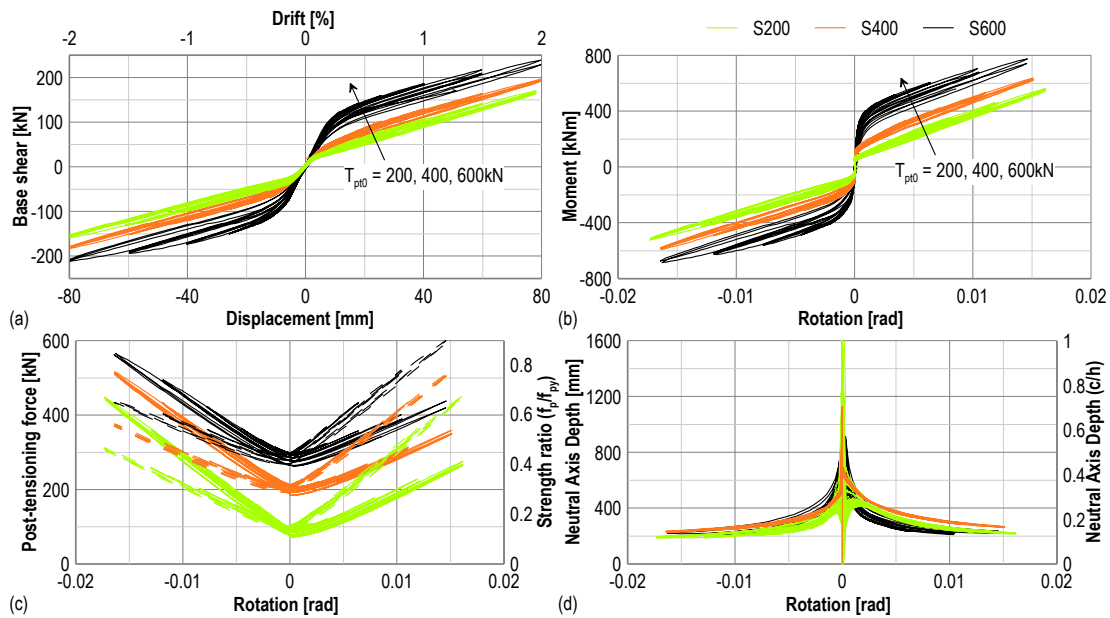 Drift [%]
-2 -1 0 1 2
S200 S400 S600
Base shear [kN]
200
100
0
-100
-200
T_pt0 = 200, 400, 600kN
-80 -40 0 40 80
(a) Displacement [mm]
Moment [kNm]
800
400
0
-400
-800
T_pt0 = 200, 400, 600kN
-0.02 -0.01 0 0.01 0.02
(b) Rotation [rad]
Post-tensioning force [kN]
600
400
300
200
100
0
Strength ratio (f_p/f_py)
0.8
0.6
0.4
0.2
0
-0.02 -0.01 0 0.01 0.02
(c) Rotation [rad]
Neutral Axis Depth [mm]
1600
1200
800
400
0
Neutral Axis Depth (c/h)
1
0.8
0.6
0.4
0.2
0
-0.02 -0.01 0 0.01 0.02
(d) Rotation [rad]